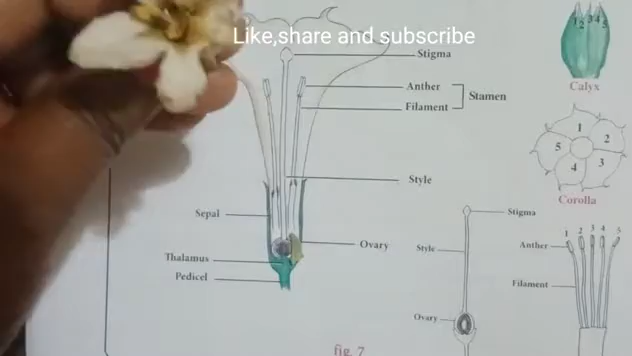 Like,share and subscribe
Stigma
Anther
Filament
Stamen
Style
Sepal
Ovary
Thalamus
Pedicel
fig. 7
1 2 3 4 5
Calyx
1
2
3
4
5
Corolla
Stigma
Style
Ovary
1 2 3 4 5
Anther
Filament